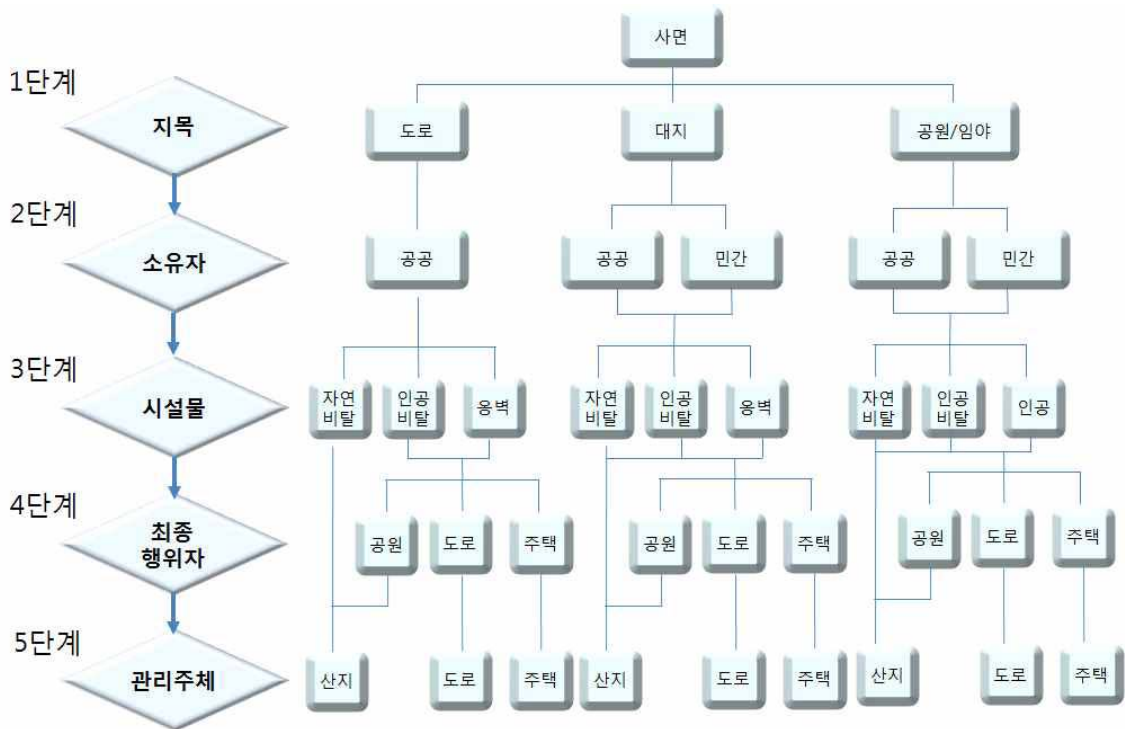 사면
1단계
지목
도로
대지
공원/임야
2단계
소유자
공공
공공
민간
공공
민간
3단계
시설물
자연
비탈
인공
비탈
옹벽
자연
비탈
인공
비탈
옹벽
자연
비탈
인공
비탈
인공
4단계
최종
행위자
공원
도로
주택
공원
도로
주택
공원
도로
주택
5단계
관리주체
산지
도로
주택
산지
도로
주택
산지
도로
주택